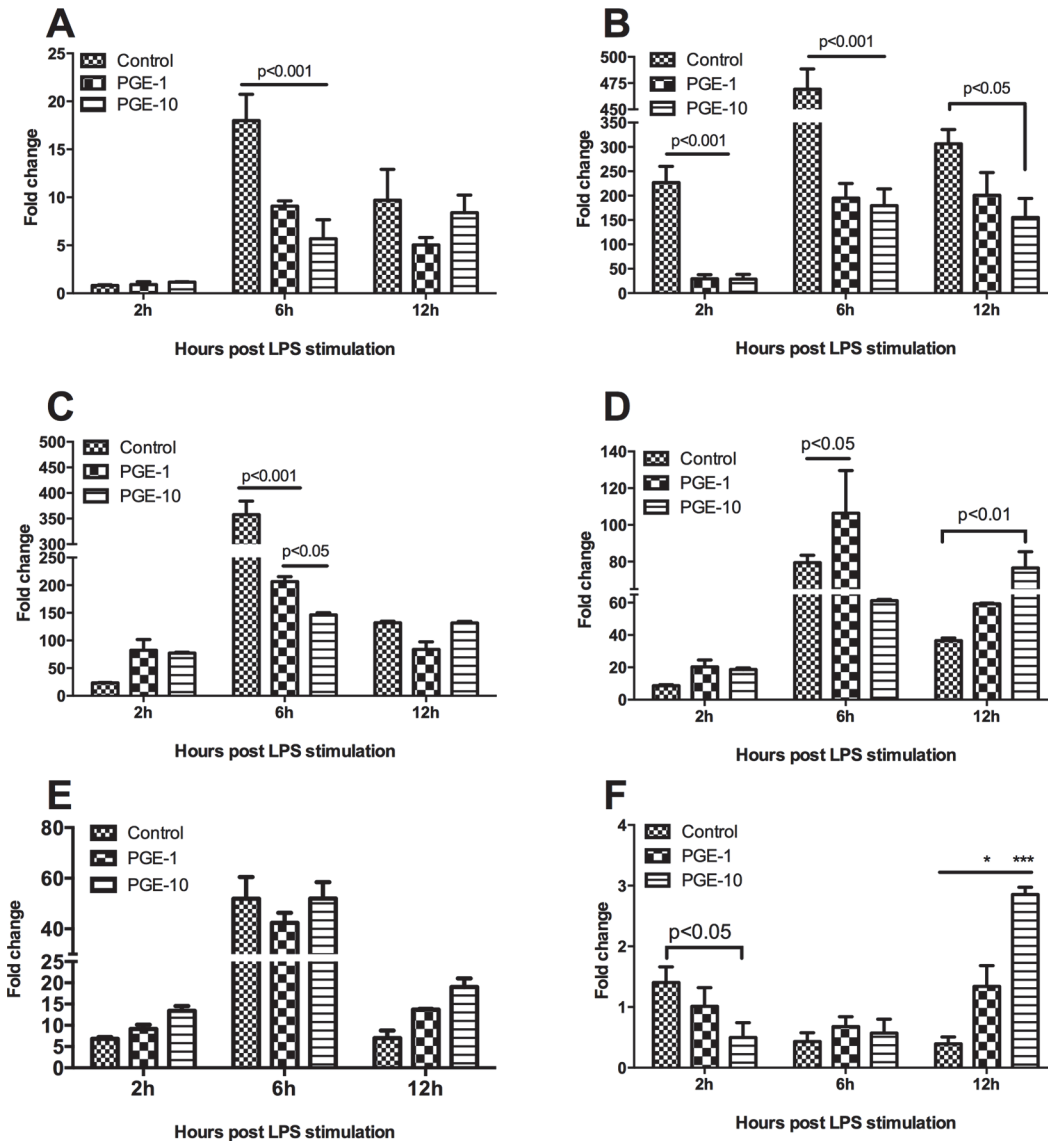 A
Control
PGE-1
PGE-10
p<0.001
25
20
15
10
5
0
Fold change
2h 6h 12h
Hours post LPS stimulation
B
Control
PGE-1
PGE-10
p<0.001
p<0.001
p<0.05
500
475
450
350
300
250
200
150
100
50
0
Fold change
2h 6h 12h
Hours post LPS stimulation
C
Control
PGE-1
PGE-10
p<0.001
p<0.05
500
450
400
350
300
250
200
150
100
50
0
Fold change
2h 6h 12h
Hours post LPS stimulation
D
Control
PGE-1
PGE-10
p<0.05
p<0.01
140
120
100
80
60
40
20
0
Fold change
2h 6h 12h
Hours post LPS stimulation
E
Control
PGE-1
PGE-10
80
60
40
20
15
10
5
0
Fold change
2h 6h 12h
Hours post LPS stimulation
F
Control
PGE-1
PGE-10
p<0.05
* ***
4
3
2
1
0
Fold change
2h 6h 12h
Hours post LPS stimulation